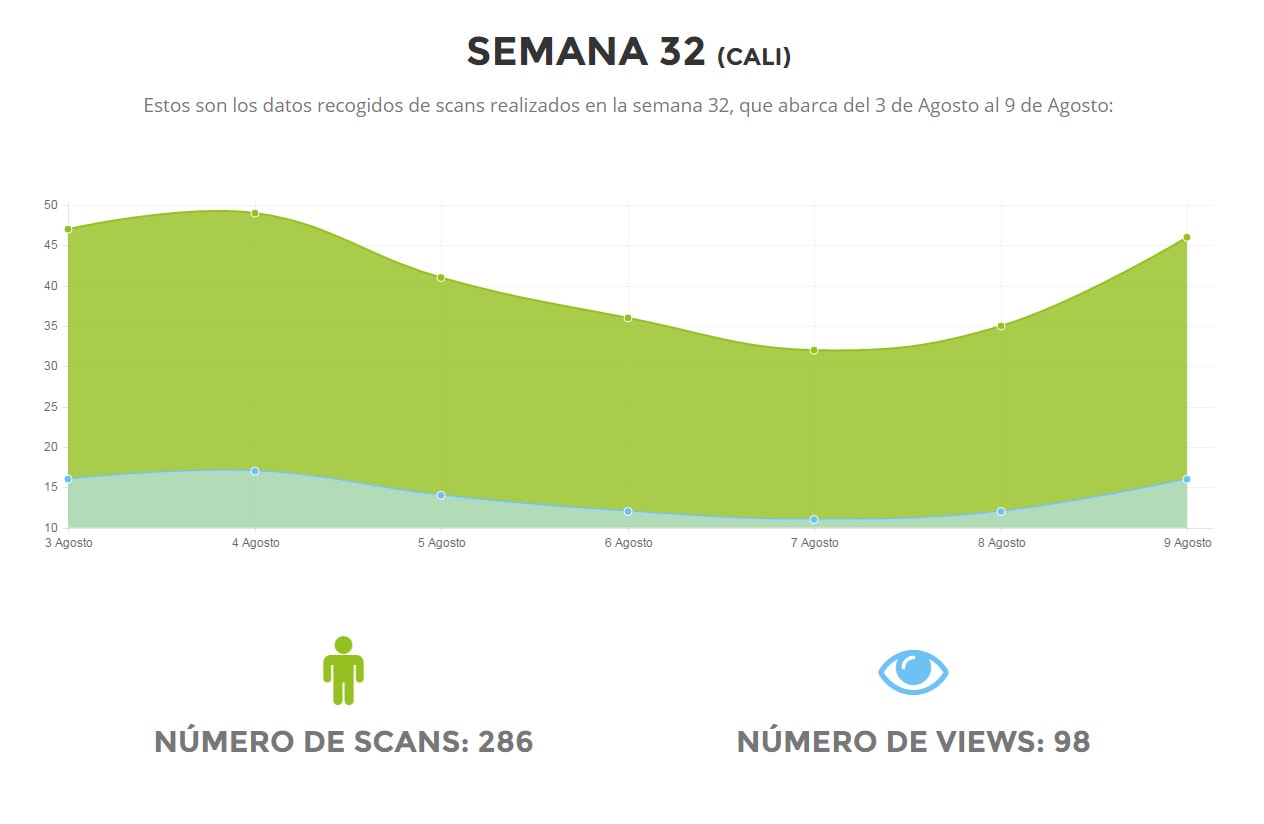 SEMANA 32 (CALI)
Estos son los datos recogidos de scans realizados en la semana 32, que abarca del 3 de Agosto al 9 de Agosto:
50
45
40
35
30
25
20
15
10
3 Agosto 4 Agosto 5 Agosto 6 Agosto 7 Agosto 8 Agosto 9 Agosto
NÚMERO DE SCANS: 286 NÚMERO DE VIEWS: 98